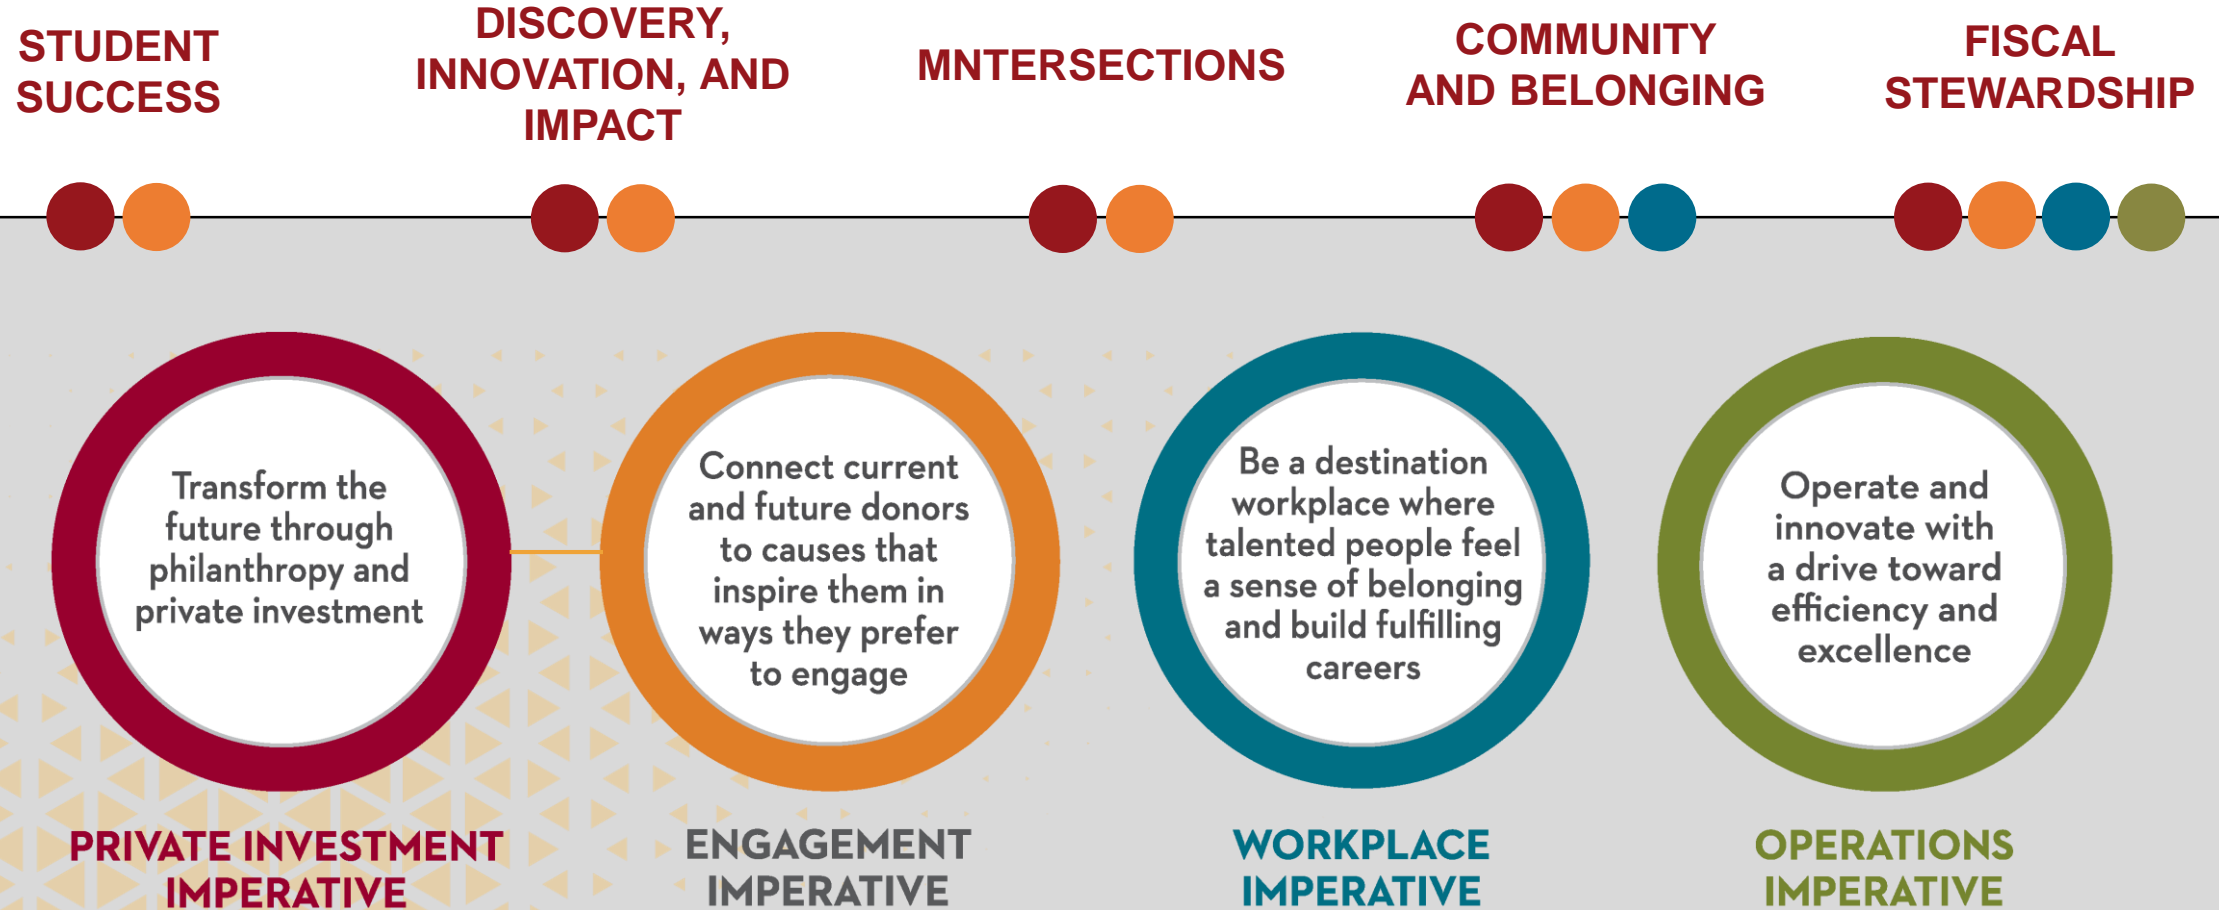 STUDENT
SUCCESS
DISCOVERY,
INNOVATION, AND
IMPACT
MNTERSECTIONS
COMMUNITY
AND BELONGING
FISCAL
STEWARDSHIP
Transform the
future through
philanthropy and
private investment
Connect current
and future donors
to causes that
inspire them in
ways they prefer
to engage
Be a destination
workplace where
talented people feel
a sense of belonging
and build fulfilling
careers
Operate and
innovate with
a drive toward
efficiency and
excellence
PRIVATE INVESTMENT
IMPERATIVE
ENGAGEMENT
IMPERATIVE
WORKPLACE
IMPERATIVE
OPERATIONS
IMPERATIVE